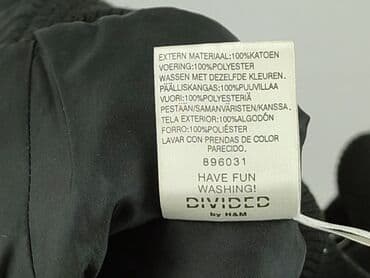 EXTERN MATERIAAL:100%KATOEN
VOERING:100%POLYESTER
WASSEN MET DEZELFDE KLEUREN.
PÄÄLLISKANGAS:100%PUUVILLAA
VUORI:100%POLYESTERIÄ
PESTÄÄN/SAMANVÄRISTEN/KANSSA.
TELA EXTERIOR:100%ALGODÓN
FORRO:100%POLIÉSTER
LAVAR CON PRENDAS DE COLOR
PARECIDO.
896031
HAVE FUN
WASHING!
DIVIDED
by H&M